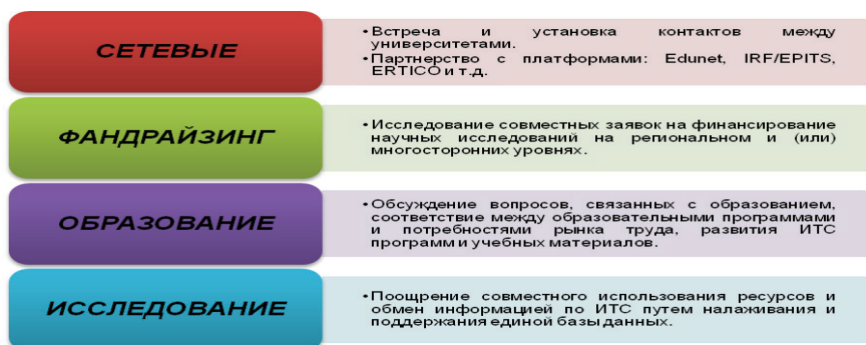 СЕТЕВЫЕ
•Встреча и установка контактов между
университетами.
•Партнерство с платформами: Edunet, IRF/EPITS,
ERTICO и т.д.
ФАНДРАЙЗИНГ
•Исследование совместных заявок на финансирование
научных исследований на региональном и (или)
многосторонних уровнях.
ОБРАЗОВАНИЕ
•Обсуждение вопросов, связанных с образованием,
соответствие между образовательными программами
и потребностями рынка труда, развития ИТС
программ и учебных материалов.
ИССЛЕДОВАНИЕ
•Поощрение совместного использования ресурсов и
обмен информацией по ИТС путем налаживания и
поддержания единой базы данных.